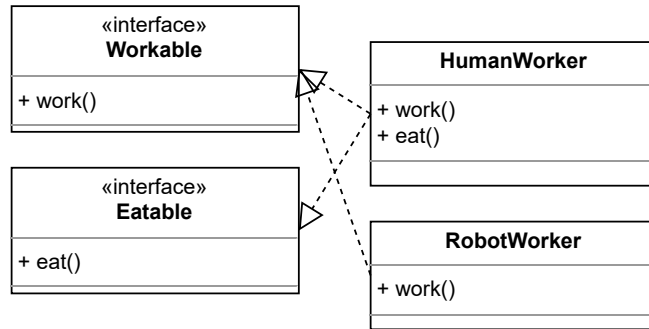 «interface»
Workable
+ work()
«interface»
Eatable
+ eat()
HumanWorker
+ work()
+ eat()
RobotWorker
+ work()